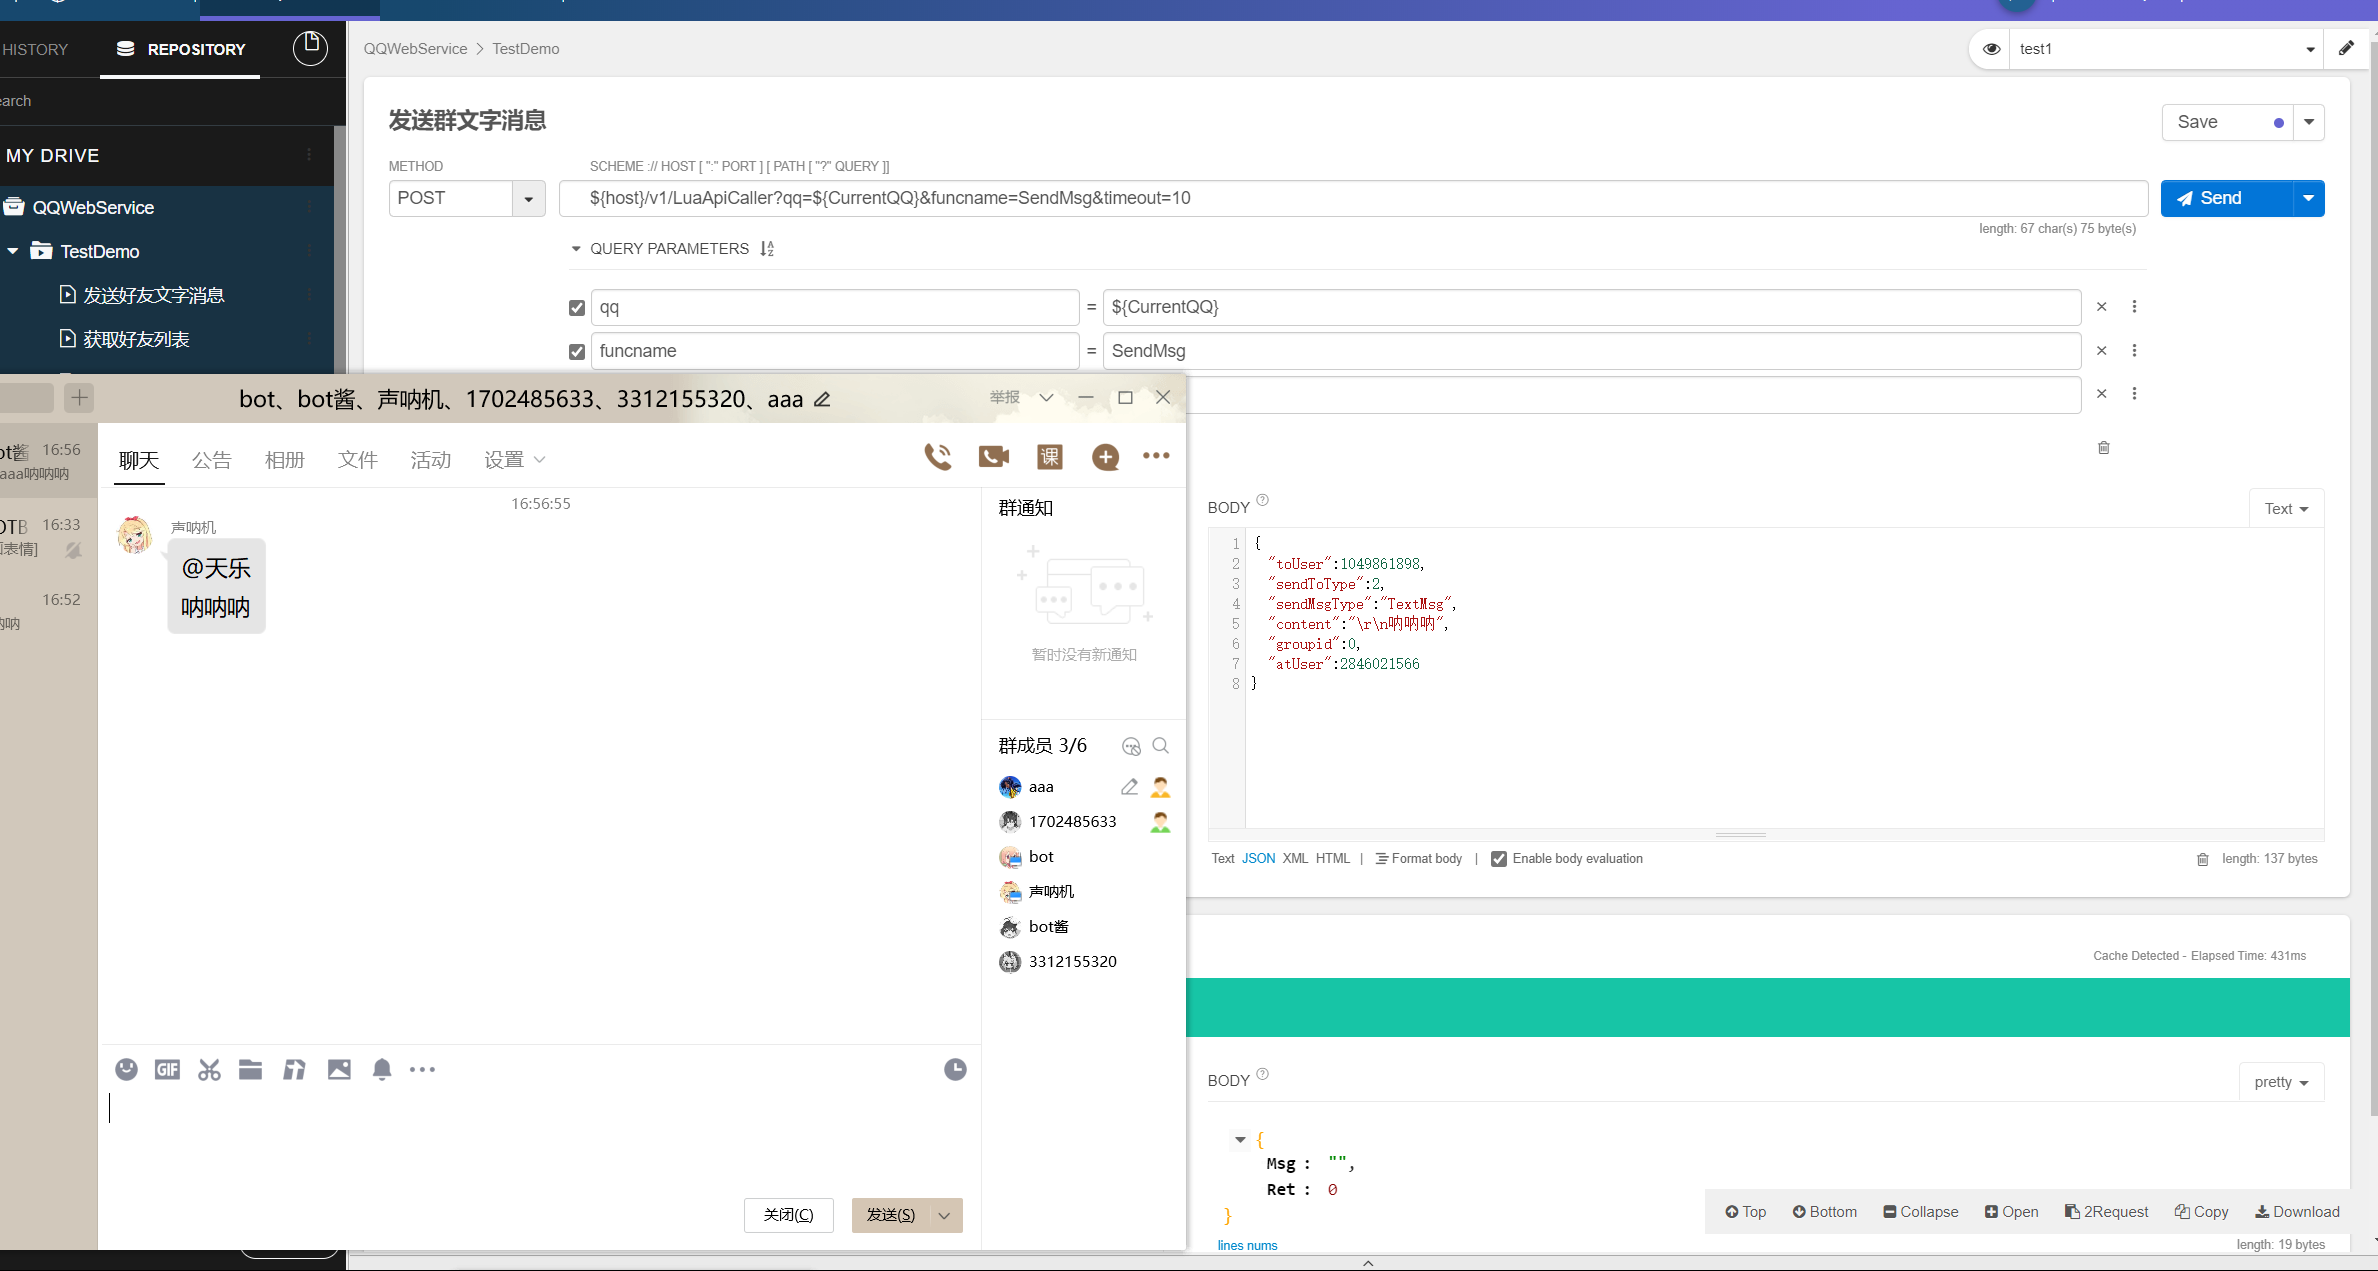 HISTORY
REPOSITORY
earch
MY DRIVE
QQWebService
TestDemo
发送好友文字消息
获取好友列表
QQWebService > TestDemo
test1
发送群文字消息
Save
METHOD
SCHEME :// HOST [ ":" PORT ] [ PATH [ "?" QUERY ]]
POST
${host}/v1/LuaApiCaller?qq=${CurrentQQ}&funcname=SendMsg&timeout=10
Send
length: 67 char(s) 75 byte(s)
QUERY PARAMETERS
qq = ${CurrentQQ}
funcname = SendMsg
bot、bot酱、声呐机、1702485633、3312155320、aaa
举报
ot酱 16:56
aaa呐呐呐
OTB 16:33
表情]
16:52
呐
聊天 公告 相册 文件 活动 设置
课
16:56:55
声呐机
@天乐
呐呐呐
群通知
暂时没有新通知
群成员 3/6
aaa
1702485633
bot
声呐机
bot酱
3312155320
GIF
关闭(C)
发送(S)
BODY
Text
1 {
2 "toUser":1049861898,
3 "sendToType":2,
4 "sendMsgType":"TextMsg",
5 "content":"\r\n呐呐呐",
6 "groupid":0,
7 "atUser":2846021566
8 }
Text JSON XML HTML | Format body | Enable body evaluation
length: 137 bytes
Cache Detected - Elapsed Time: 431ms
BODY
pretty
{
Msg : "",
Ret : 0
}
lines nums
Top Bottom Collapse Open 2Request Copy Download
length: 19 bytes